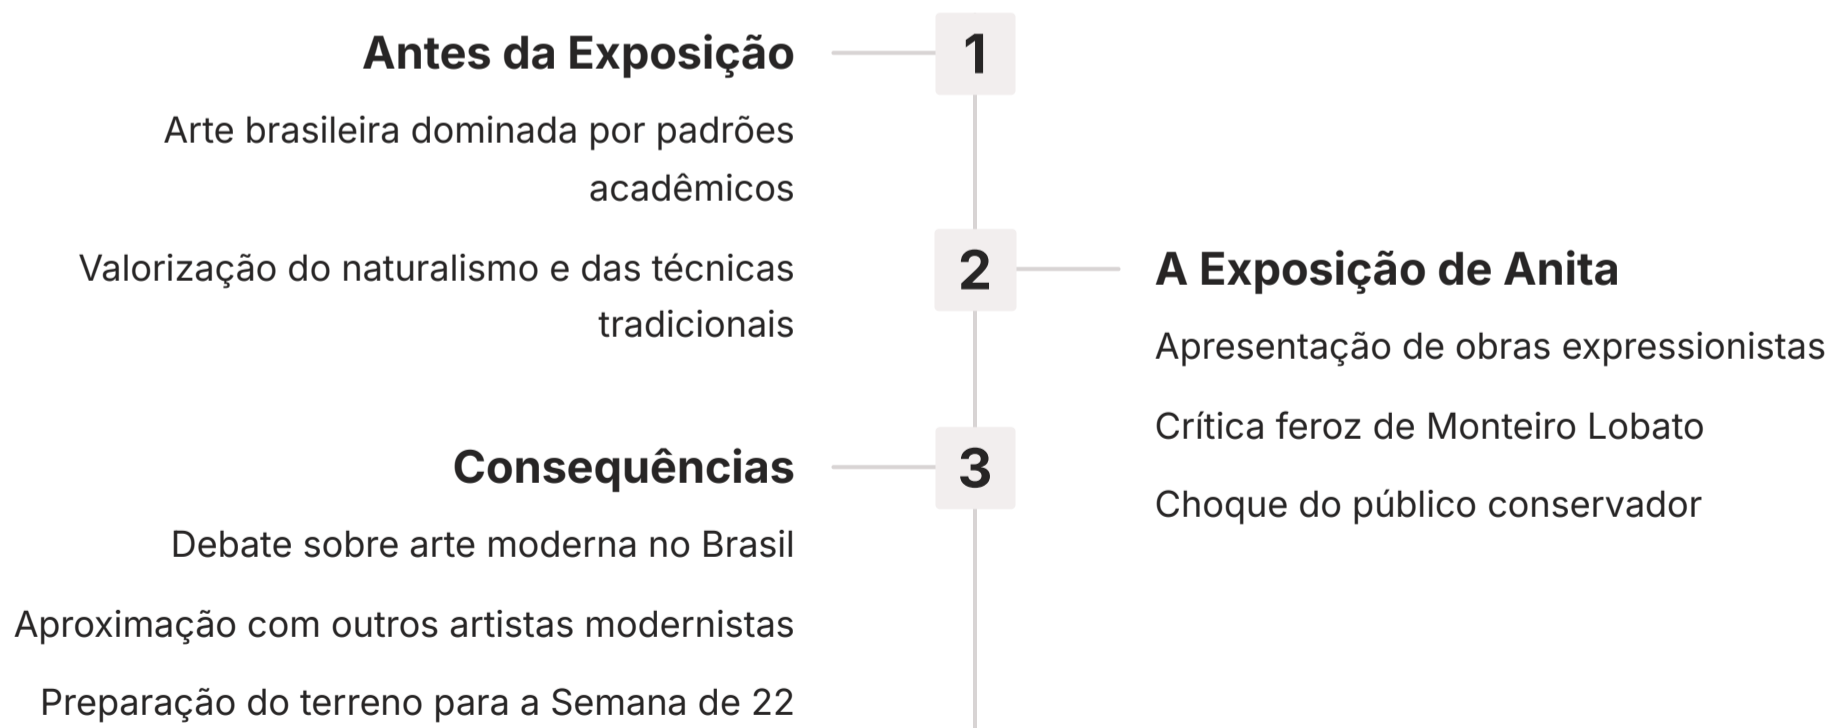 Antes da Exposição
1
Arte brasileira dominada por padrões
acadêmicos
Valorização do naturalismo e das técnicas
tradicionais
2
A Exposição de Anita
Apresentação de obras expressionistas
Crítica feroz de Monteiro Lobato
Choque do público conservador
Consequências
3
Debate sobre arte moderna no Brasil
Aproximação com outros artistas modernistas
Preparação do terreno para a Semana de 22